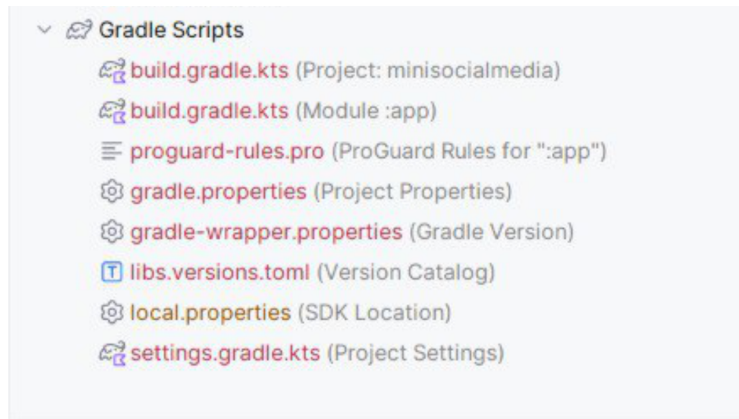 Gradle Scripts
build.gradle.kts (Project: minisocialmedia)
build.gradle.kts (Module :app)
proguard-rules.pro (ProGuard Rules for ":app")
gradle.properties (Project Properties)
gradle-wrapper.properties (Gradle Version)
libs.versions.toml (Version Catalog)
local.properties (SDK Location)
settings.gradle.kts (Project Settings)